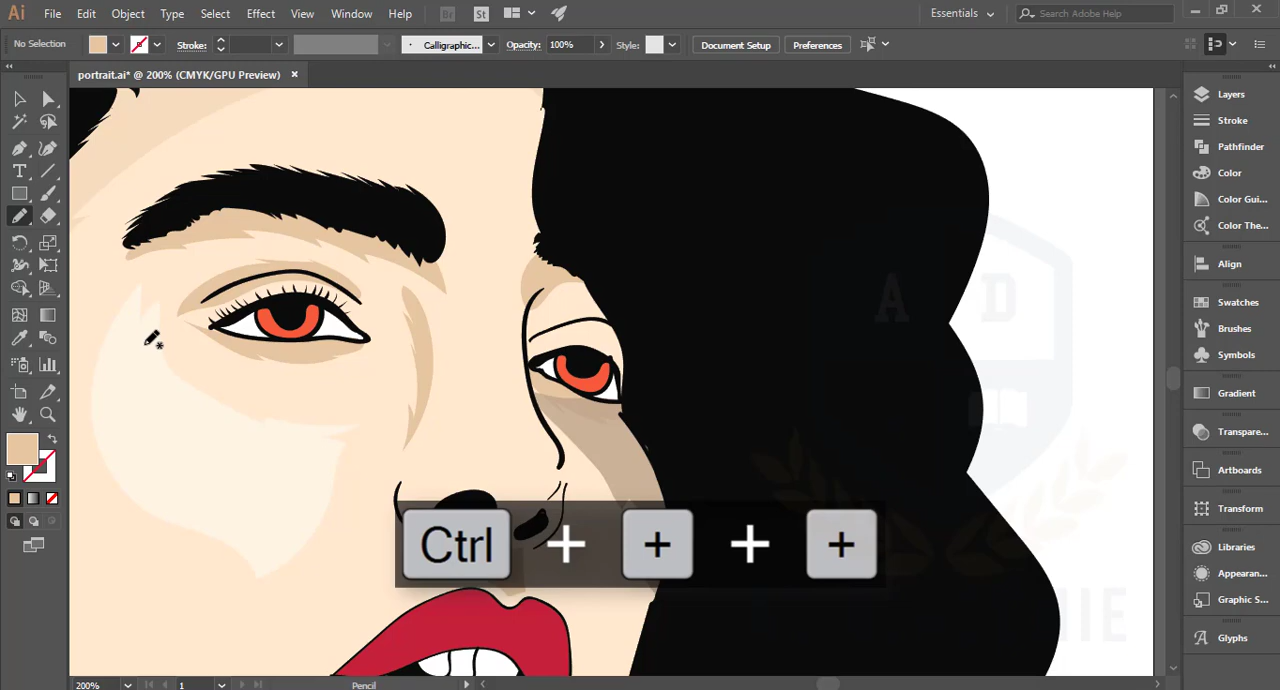 Ai File Edit Object Type Select Effect View Window Help Br St Essentials Search Adobe Help
No Selection Stroke: Calligraphic... Opacity: 100% Style: Document Setup Preferences
portrait.ai* @ 200% (CMYK/GPU Preview)
Layers
Stroke
Pathfinder
Color
Color Gui...
Color The...
Align
Swatches
Brushes
Symbols
Gradient
Transpare...
Artboards
Transform
Libraries
Appearan...
Graphic S...
Glyphs
A D
Ctrl + + + +
200% 1 Pencil